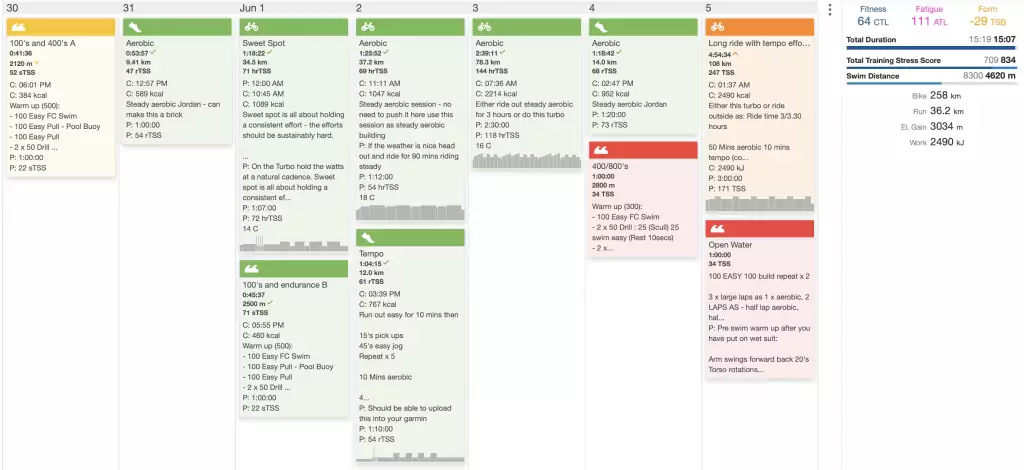 30
100's and 400's A
0:41:36
2120 m
52 sTSS
C: 06:01 PM
C: 384 kcal
Warm up (500):
- 100 Easy FC Swim
- 100 Easy Pull - Pool Buoy
- 100 Easy Pull
- 2 x 50 Drill ...
P: 1:00:00
P: 22 sTSS
31
Aerobic
0:53:57
9.41 km
47 rTSS
C: 12:57 PM
C: 589 kcal
Steady aerobic Jordan - can
make this a brick
P: 1:00:00
P: 54 rTSS
Jun 1
Sweet Spot
1:18:22
34.5 km
71 hrTSS
P: 12:00 AM
C: 10:45 AM
C: 1089 kcal
Sweet spot is all about holding
a consistent effort - the efforts
should be sustainably hard.
...
P: On the Turbo hold the watts
at a natural cadence. Sweet
spot is all about holding a
consistent ef...
P: 1:07:00
P: 72 hrTSS
14 C
100's and endurance B
0:45:37
2500 m
71 sTSS
C: 05:55 PM
C: 460 kcal
Warm up (500):
- 100 Easy FC Swim
- 100 Easy Pull - Pool Buoy
- 100 Easy Pull
- 2 x 50 Drill ...
P: 1:00:00
P: 22 sTSS
2
Aerobic
1:25:52
37.2 km
69 hrTSS
C: 11:11 AM
C: 1047 kcal
Steady aerobic session - no
need to push it here use this
session as steady aerobic
building
P: If the weather is nice head
out and ride for 90 mins riding
steady
P: 1:12:00
P: 54 hrTSS
18 C
Tempo
1:04:15
12.0 km
61 rTSS
C: 03:39 PM
C: 767 kcal
Run out easy for 10 mins then
15's pick ups
45's easy jog
Repeat x 5
10 Mins aerobic
4...
P: Should be able to upload
this into your garmin
P: 1:10:00
P: 54 rTSS
3
Aerobic
2:39:11
78.3 km
144 hrTSS
C: 07:36 AM
C: 2214 kcal
Either ride out steady aerobic
for 3 hours or do this turbo
P: 2:30:00
P: 118 hrTSS
16 C
4
Aerobic
1:18:42
14.0 km
68 rTSS
C: 02:47 PM
C: 952 kcal
Steady aerobic Jordan
P: 1:20:00
P: 73 rTSS
400/800's
1:00:00
2800 m
34 TSS
Warm up (300):
- 100 Easy Swim
- 2 x 50 Drill : 25 (Scull) 25
swim easy (Rest 10secs)
- 2 x...
5
Long ride with tempo effo...
4:54:34
108 km
247 TSS
C: 01:37 AM
C: 2490 kcal
Either this turbo or ride
outside as: Ride time 3/3.30
hours
50 Mins aerobic 10 mins
tempo (co...
C: 2490 kJ
P: 3:00:00
P: 171 TSS
Open Water
1:00:00
34 TSS
100 EASY 100 build repeat x 2
3 x large laps as 1 x aerobic, 2
LAPS AS - half lap aerobic,
hal...
P: Pre swim warm up after you
have put on wet suit:
Arm swings forward back 20's
Torso rotations...
Fitness Fatigue Form
64 CTL 111 ATL -29 TSB
Total Duration 15:19 15:07
Total Training Stress Score 709 834
Swim Distance 8300 4620 m
Bike 258 km
Run 36.2 km
El. Gain 3034 m
Work 2490 kJ